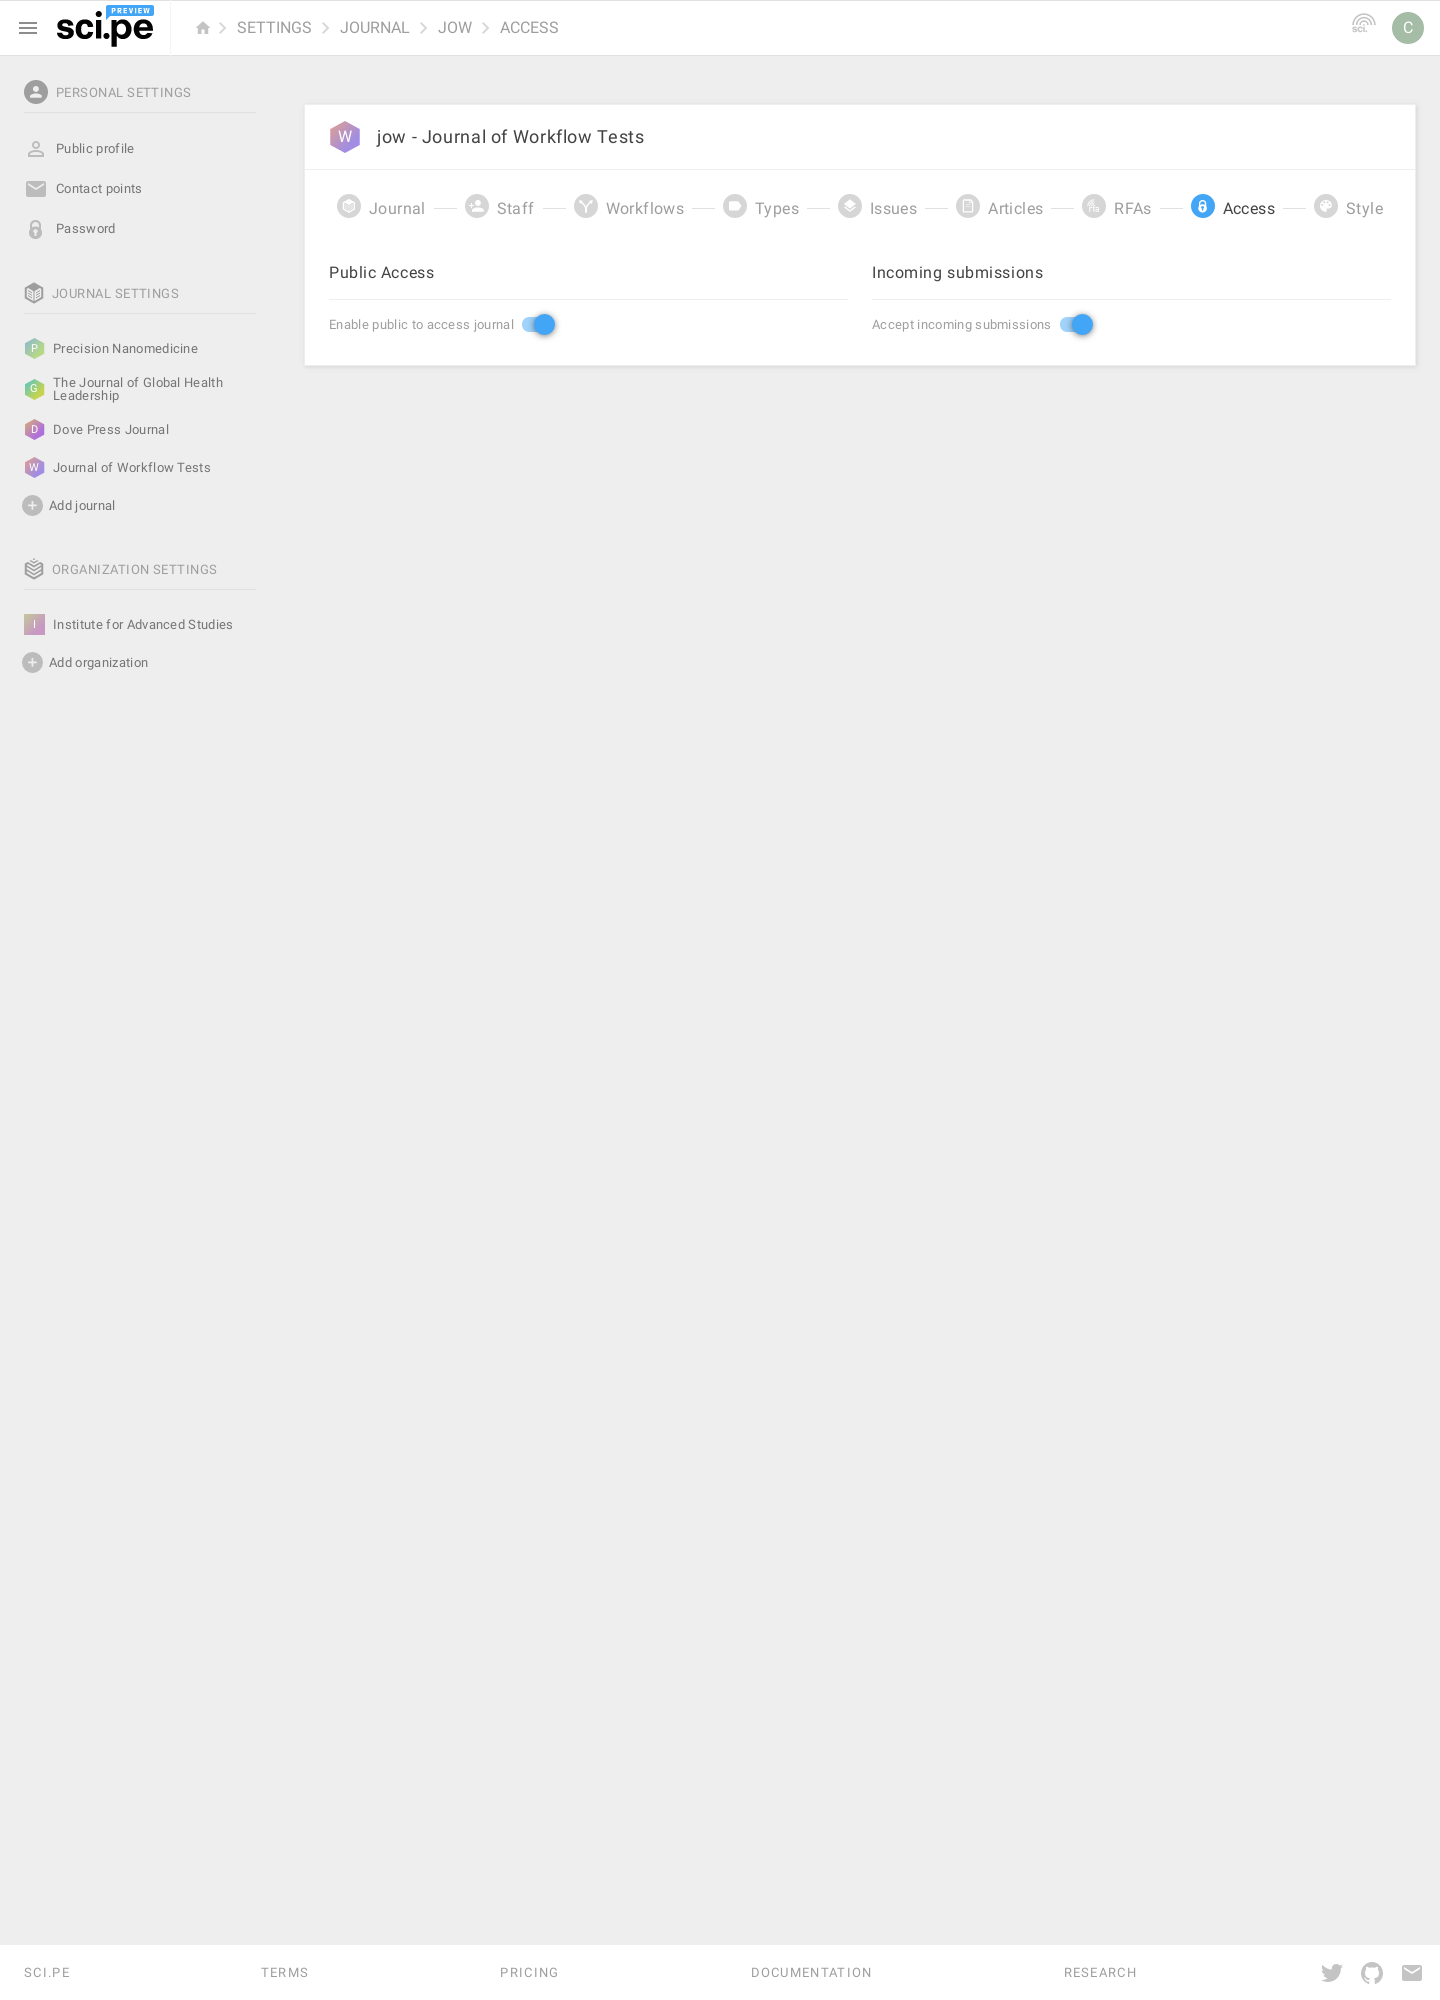 PREVIEW
sci.pe
SETTINGS
JOURNAL
JOW
ACCESS
sci.
C
PERSONAL SETTINGS
Public profile
Contact points
Password
JOURNAL SETTINGS
P
Precision Nanomedicine
G
The Journal of Global Health
Leadership
D
Dove Press Journal
W
Journal of Workflow Tests
Add journal
ORGANIZATION SETTINGS
I
Institute for Advanced Studies
Add organization
W
jow - Journal of Workflow Tests
Journal
Staff
Workflows
Types
Issues
Articles
RFAs
Access
Style
Public Access
Enable public to access journal
Incoming submissions
Accept incoming submissions
SCI.PE
TERMS
PRICING
DOCUMENTATION
RESEARCH